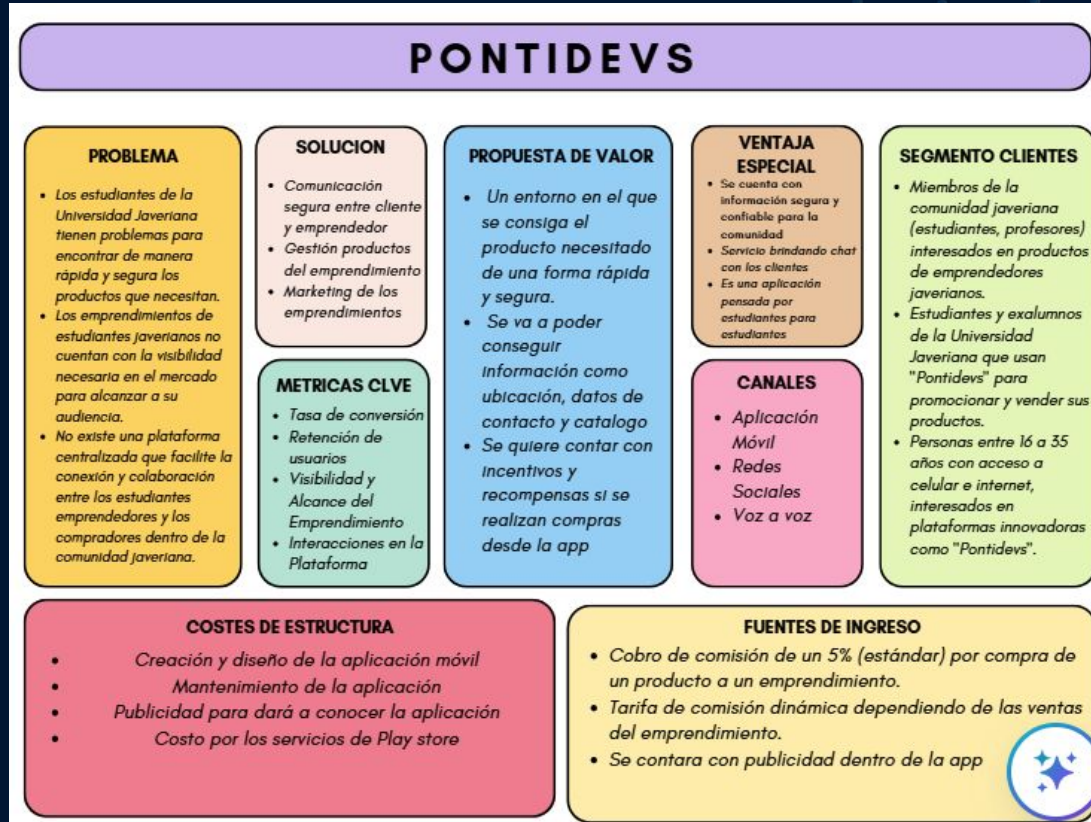 PONTIDEVS
PROBLEMA
• Los estudiantes de la
Universidad Javeriana
tienen problemas para
encontrar de manera
rápida y segura los
productos que necesitan.
• Los emprendimientos de
estudiantes javerianos no
cuentan con la visibilidad
necesaria en el mercado
para alcanzar a su
audiencia.
• No existe una plataforma
centralizada que facilite la
conexión y colaboración
entre los estudiantes
emprendedores y los
compradores dentro de la
comunidad javeriana.
SOLUCION
• Comunicación
segura entre cliente
y emprendedor
• Gestión productos
del emprendimiento
• Marketing de los
emprendimientos
METRICAS CLVE
• Tasa de conversión
• Retención de
usuarios
• Visibilidad y
Alcance del
Emprendimiento
• Interacciones en la
Plataforma
PROPUESTA DE VALOR
• Un entorno en el que
se consiga el
producto necesitado
de una forma rápida
y segura.
• Se va a poder
conseguir
información como
ubicación, datos de
contacto y catalogo
• Se quiere contar con
incentivos y
recompensas si se
realizan compras
desde la app
VENTAJA
ESPECIAL
• Se cuenta con
información segura y
confiable para la
comunidad
• Servicio brindando chat
con los clientes
• Es una aplicación
pensada por
estudiantes para
estudiantes
CANALES
• Aplicación
Móvil
• Redes
Sociales
• Voz a voz
SEGMENTO CLIENTES
• Miembros de la
comunidad javeriana
(estudiantes, profesores)
interesados en productos
de emprendedores
javerianos.
• Estudiantes y exalumnos
de la Universidad
Javeriana que usan
"Pontidevs" para
promocionar y vender sus
productos.
• Personas entre 16 a 35
años con acceso a
celular e internet,
interesados en
plataformas innovadoras
como "Pontidevs".
COSTES DE ESTRUCTURA
• Creación y diseño de la aplicación móvil
• Mantenimiento de la aplicación
• Publicidad para dará a conocer la aplicación
• Costo por los servicios de Play store
FUENTES DE INGRESO
• Cobro de comisión de un 5% (estándar) por compra de
un producto a un emprendimiento.
• Tarifa de comisión dinámica dependiendo de las ventas
del emprendimiento.
• Se contara con publicidad dentro de la app